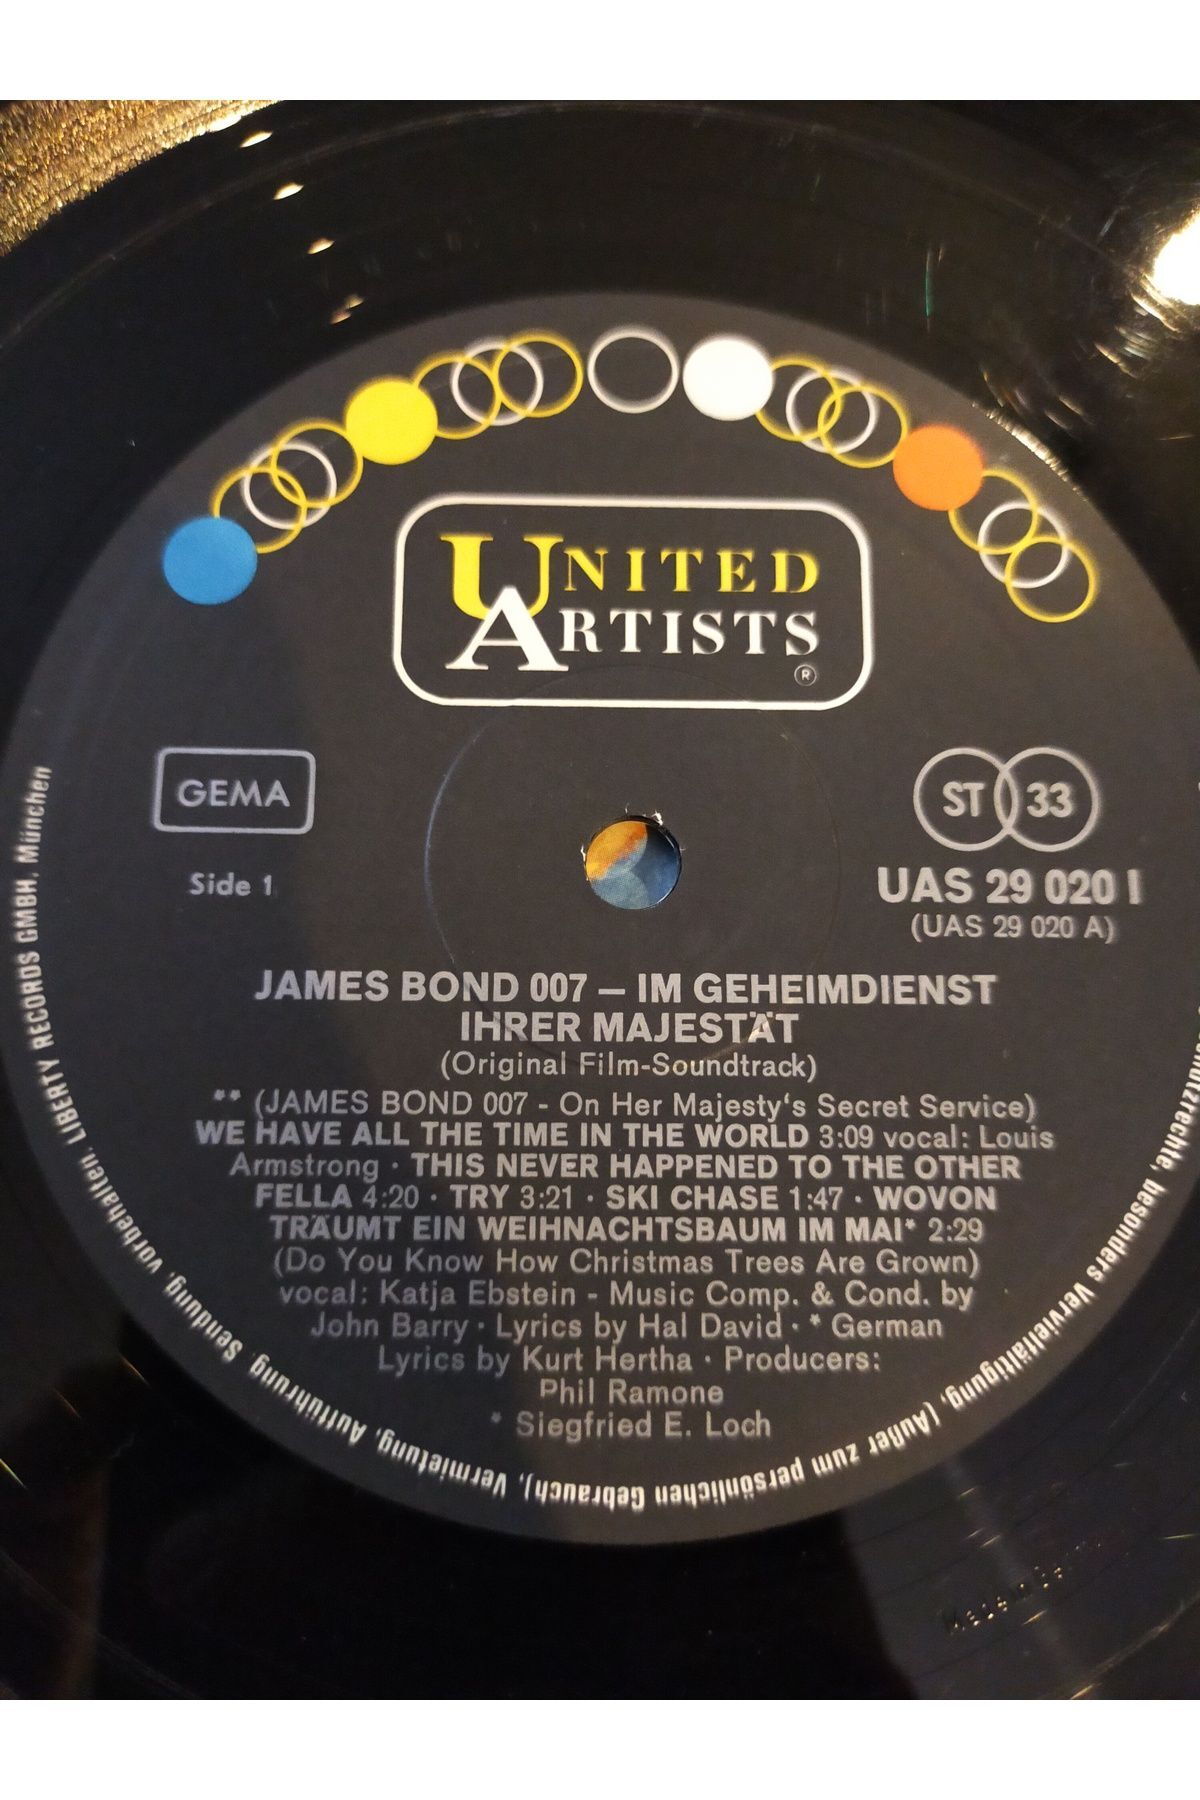 UNITED
ARTISTS
®
GEMA
ST 33
Side 1
UAS 29 020 I
(UAS 29 020 A)
JAMES BOND 007 – IM GEHEIMDIENST
IHRER MAJESTÄT
(Original Film-Soundtrack)
** (JAMES BOND 007 - On Her Majesty's Secret Service)
WE HAVE ALL THE TIME IN THE WORLD 3:09 vocal: Louis
Armstrong · THIS NEVER HAPPENED TO THE OTHER
FELLA 4:20 · TRY 3:21 · SKI CHASE 1:47 · WOVON
TRÄUMT EIN WEIHNACHTSBAUM IM MAI* 2:29
(Do You Know How Christmas Trees Are Grown)
vocal: Katja Ebstein - Music Comp. & Cond. by
John Barry · Lyrics by Hal David · * German
Lyrics by Kurt Hertha · Producers:
Phil Ramone
* Siegfried E. Loch
besonders Vervielfältigung, (Außer zum persönlichen Gebrauch), Vermietung, Aufführung, Sendung, vorbehalten. LIBERTY RECORDS GMBH, München
Made in